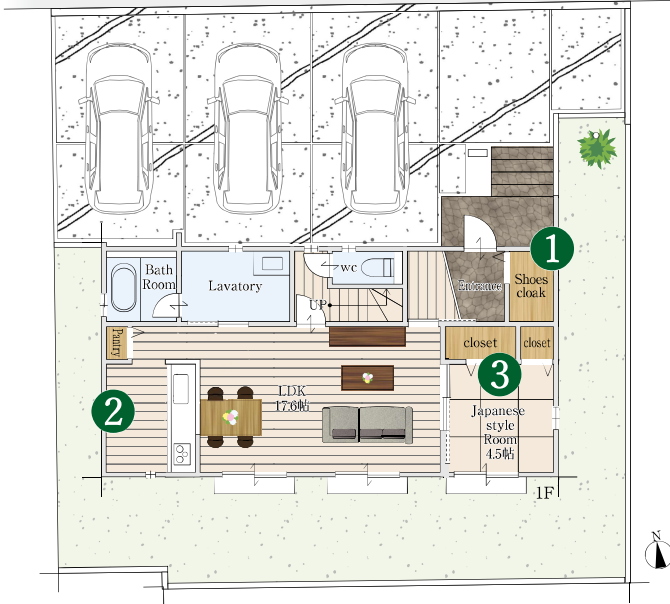 1
Bath
Room
Lavatory
wc
Entrance
Shoes
cloak
UP
Pantry
closet
closet
3
2
LDK
17.6帖
Japanese
style
Room
4.5帖
1F
N